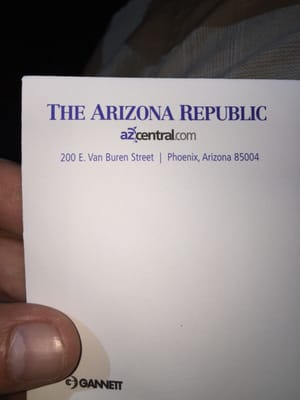 THE ARIZONA REPUBLIC
azcentral.com
200 E. Van Buren Street | Phoenix, Arizona 85004
GANNETT